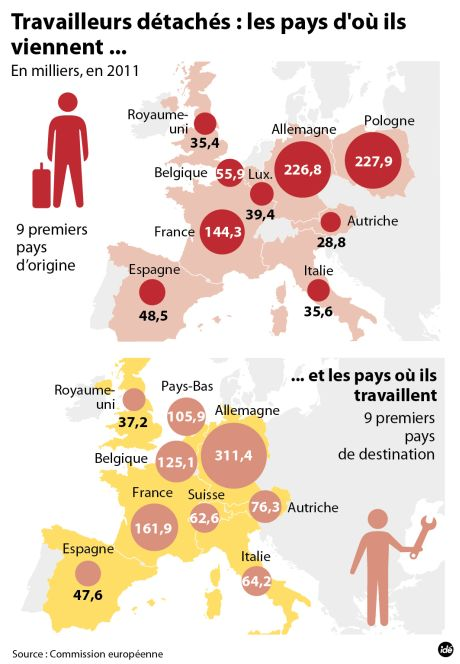 Travailleurs détachés : les pays d'où ils
viennent ...
En milliers, en 2011
Royaume-
uni
35,4
Allemagne
226,8
Pologne
227,9
Belgique
55,9
Lux.
39,4
9 premiers
pays
d'origine
France
144,3
Autriche
28,8
Espagne
48,5
Italie
35,6
... et les pays où ils
travaillent
9 premiers
pays
de destination
Royaume-
uni
37,2
Pays-Bas
105,9
Allemagne
311,4
Belgique
125,1
France
161,9
Suisse
62,6
76,3
Autriche
Espagne
47,6
Italie
64,2
Source : Commission européenne
idé